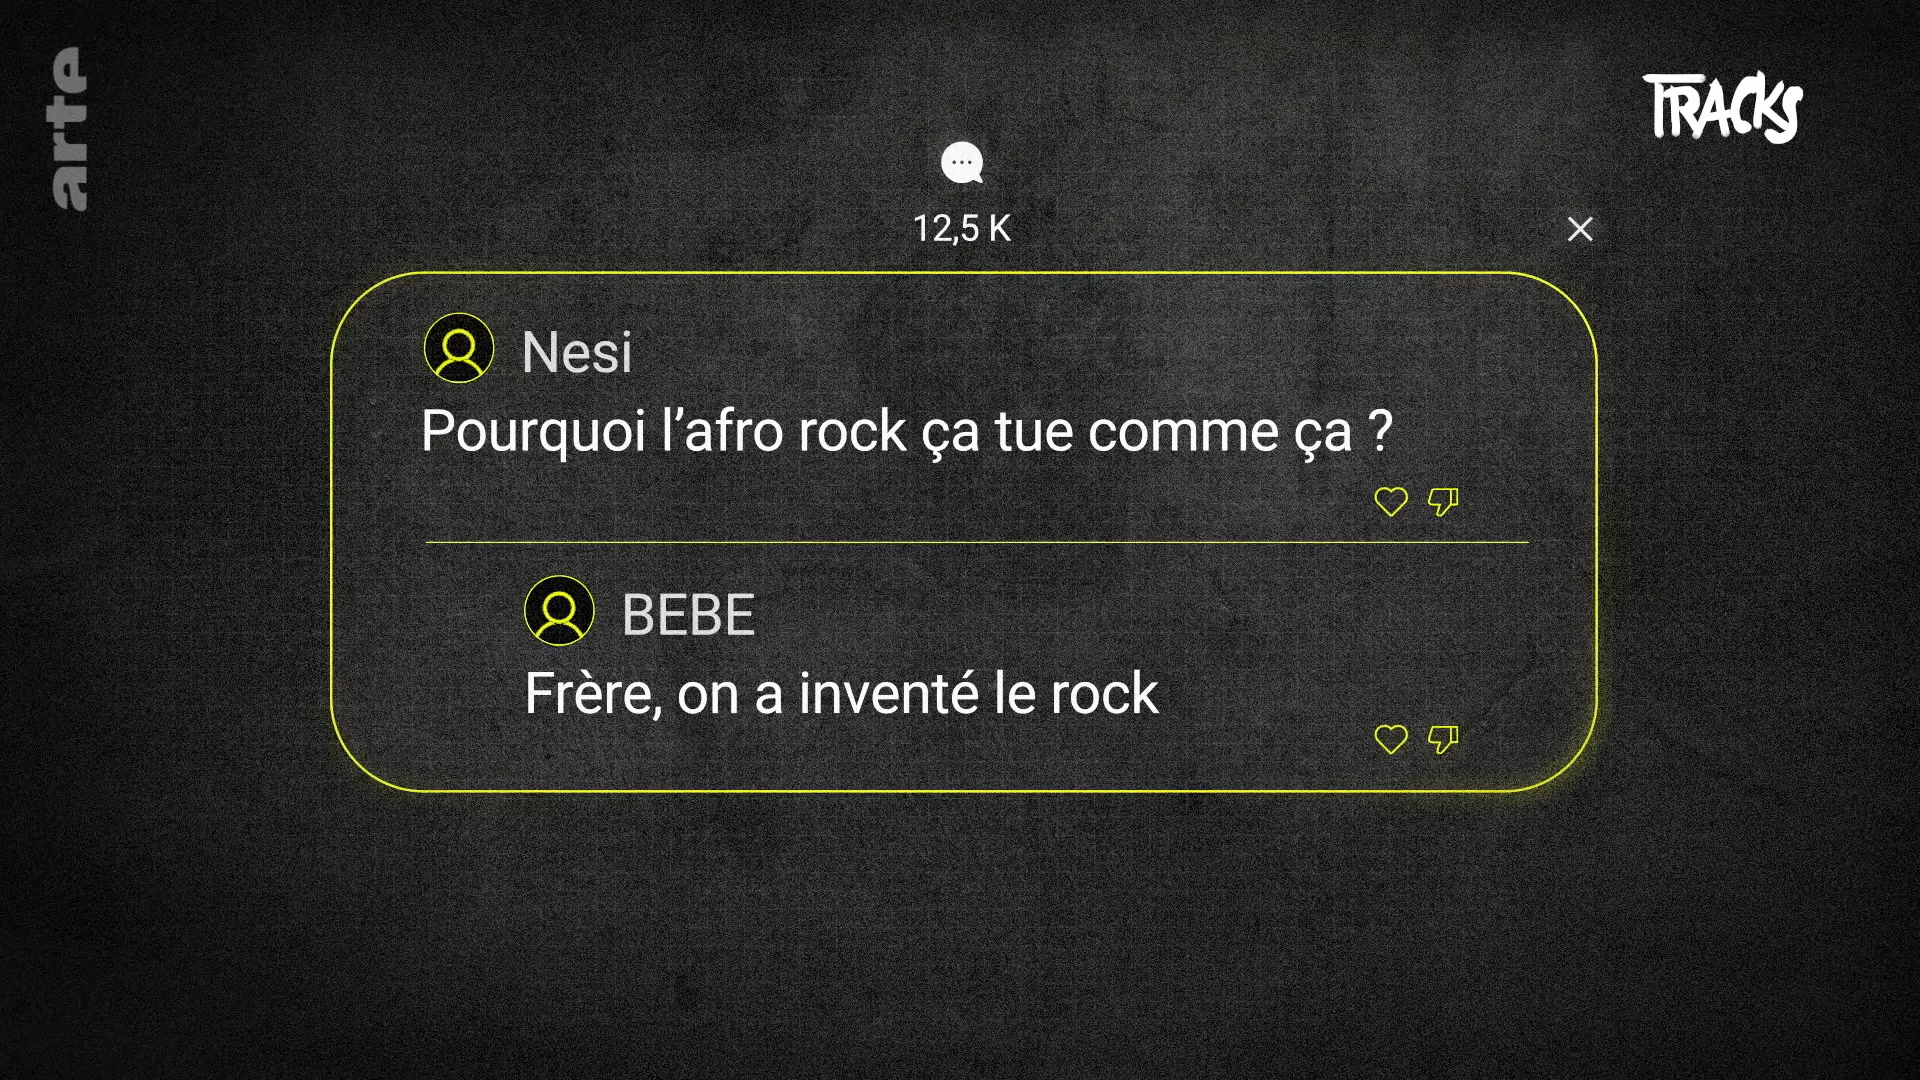 arte
TRACKS
12,5 K
Nesi
Pourquoi l’afro rock ça tue comme ça ?
BEBE
Frère, on a inventé le rock